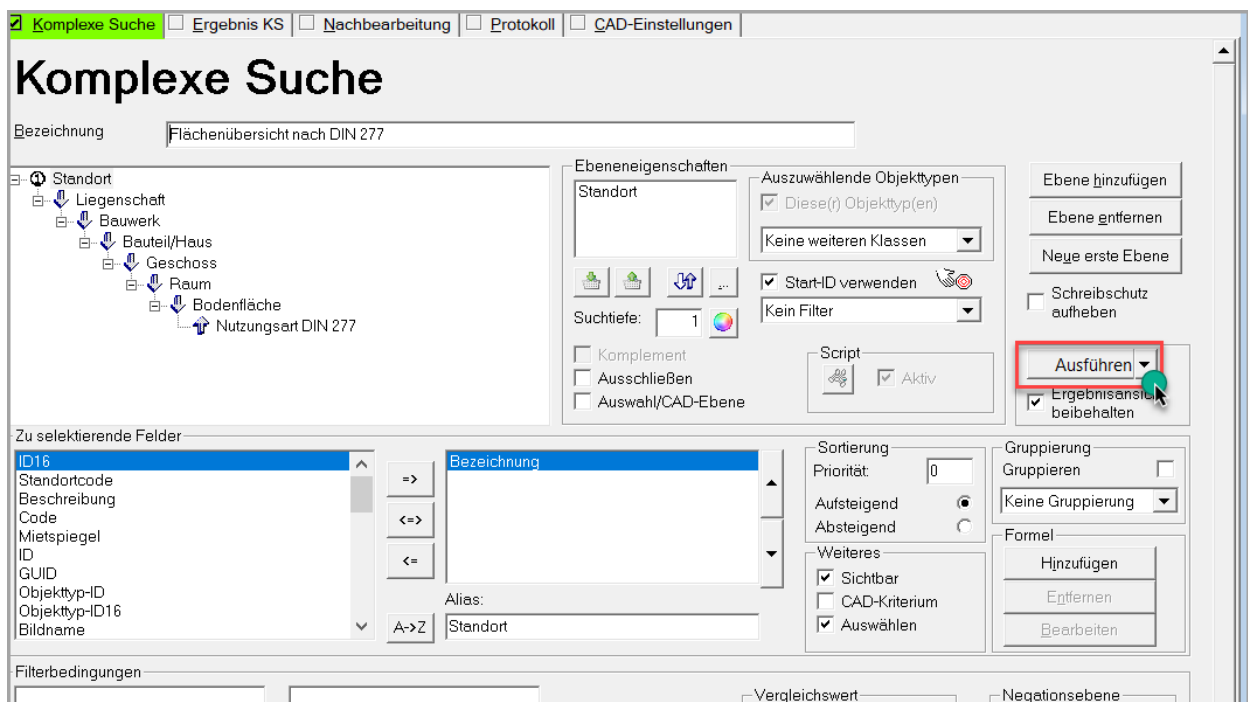 Komplexe Suche Ergebnis KS Nachbearbeitung Protokoll CAD-Einstellungen
Komplexe Suche
Bezeichnung Flächenübersicht nach DIN 277
Standort
Liegenschaft
Bauwerk
Bauteil/Haus
Geschoss
Raum
Bodenfläche
Nutzungsart DIN 277
Ebeneneigenschaften
Standort
Auszuwählende Objekttypen
Diese(r) Objekttyp(en)
Keine weiteren Klassen
...
Start-ID verwenden
Suchtiefe: 1
Kein Filter
Komplement
Ausschließen
Auswahl/CAD-Ebene
Script
Aktiv
Ebene hinzufügen
Ebene entfernen
Neue erste Ebene
Schreibschutz
aufheben
Ausführen
Ergebnisansic
beibehalten
Zu selektierende Felder
ID16
Standortcode
Beschreibung
Code
Mietspiegel
ID
GUID
Objekttyp-ID
Objekttyp-ID16
Bildname
=>
<=>
<=
A->Z
Bezeichnung
Alias:
Standort
Sortierung
Priorität: 0
Aufsteigend
Absteigend
Weiteres
Sichtbar
CAD-Kriterium
Auswählen
Gruppierung
Gruppieren
Keine Gruppierung
Formel
Hinzufügen
Entfernen
Bearbeiten
Filterbedingungen
Vergleichswert
Negationsebene